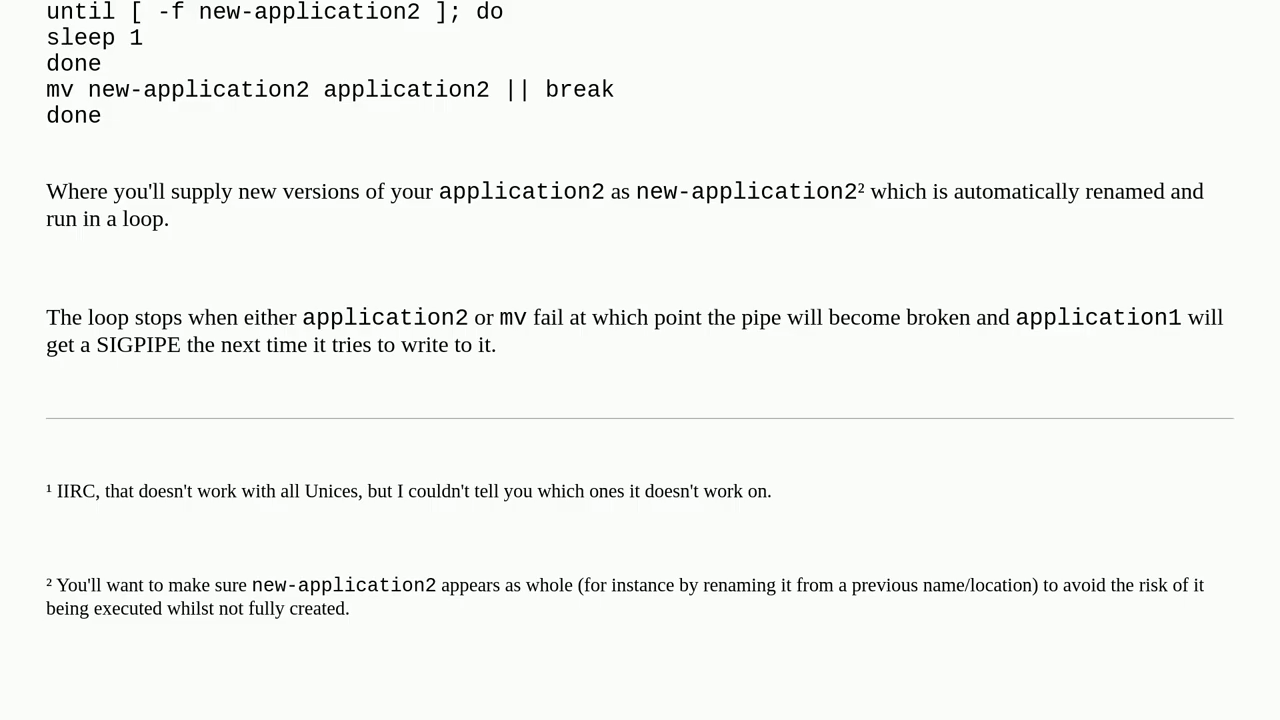 until [ -f new-application2 ]; do
sleep 1
done
mv new-application2 application2 || break
done
Where you'll supply new versions of your application2 as new-application2² which is automatically renamed and
run in a loop.
The loop stops when either application2 or mv fail at which point the pipe will become broken and application1 will
get a SIGPIPE the next time it tries to write to it.
¹ IIRC, that doesn't work with all Unices, but I couldn't tell you which ones it doesn't work on.
² You'll want to make sure new-application2 appears as whole (for instance by renaming it from a previous name/location) to avoid the risk of it
being executed whilst not fully created.